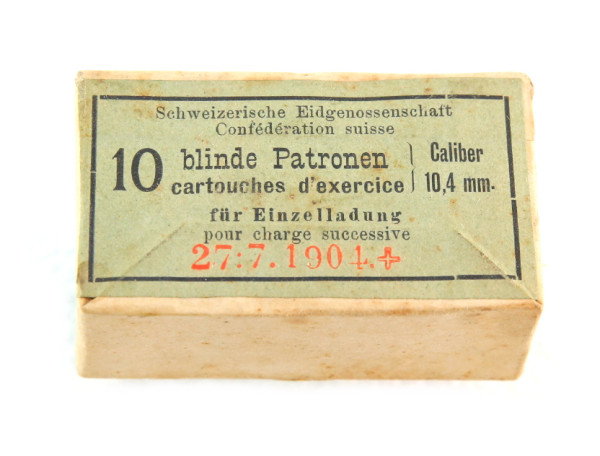 Schweizerische Eidgenossenschaft
Confédération suisse
10 blinde Patronen
cartouches d'exercice
Caliber
10,4 mm.
für Einzelladung
pour charge successive
27:7.1904.+